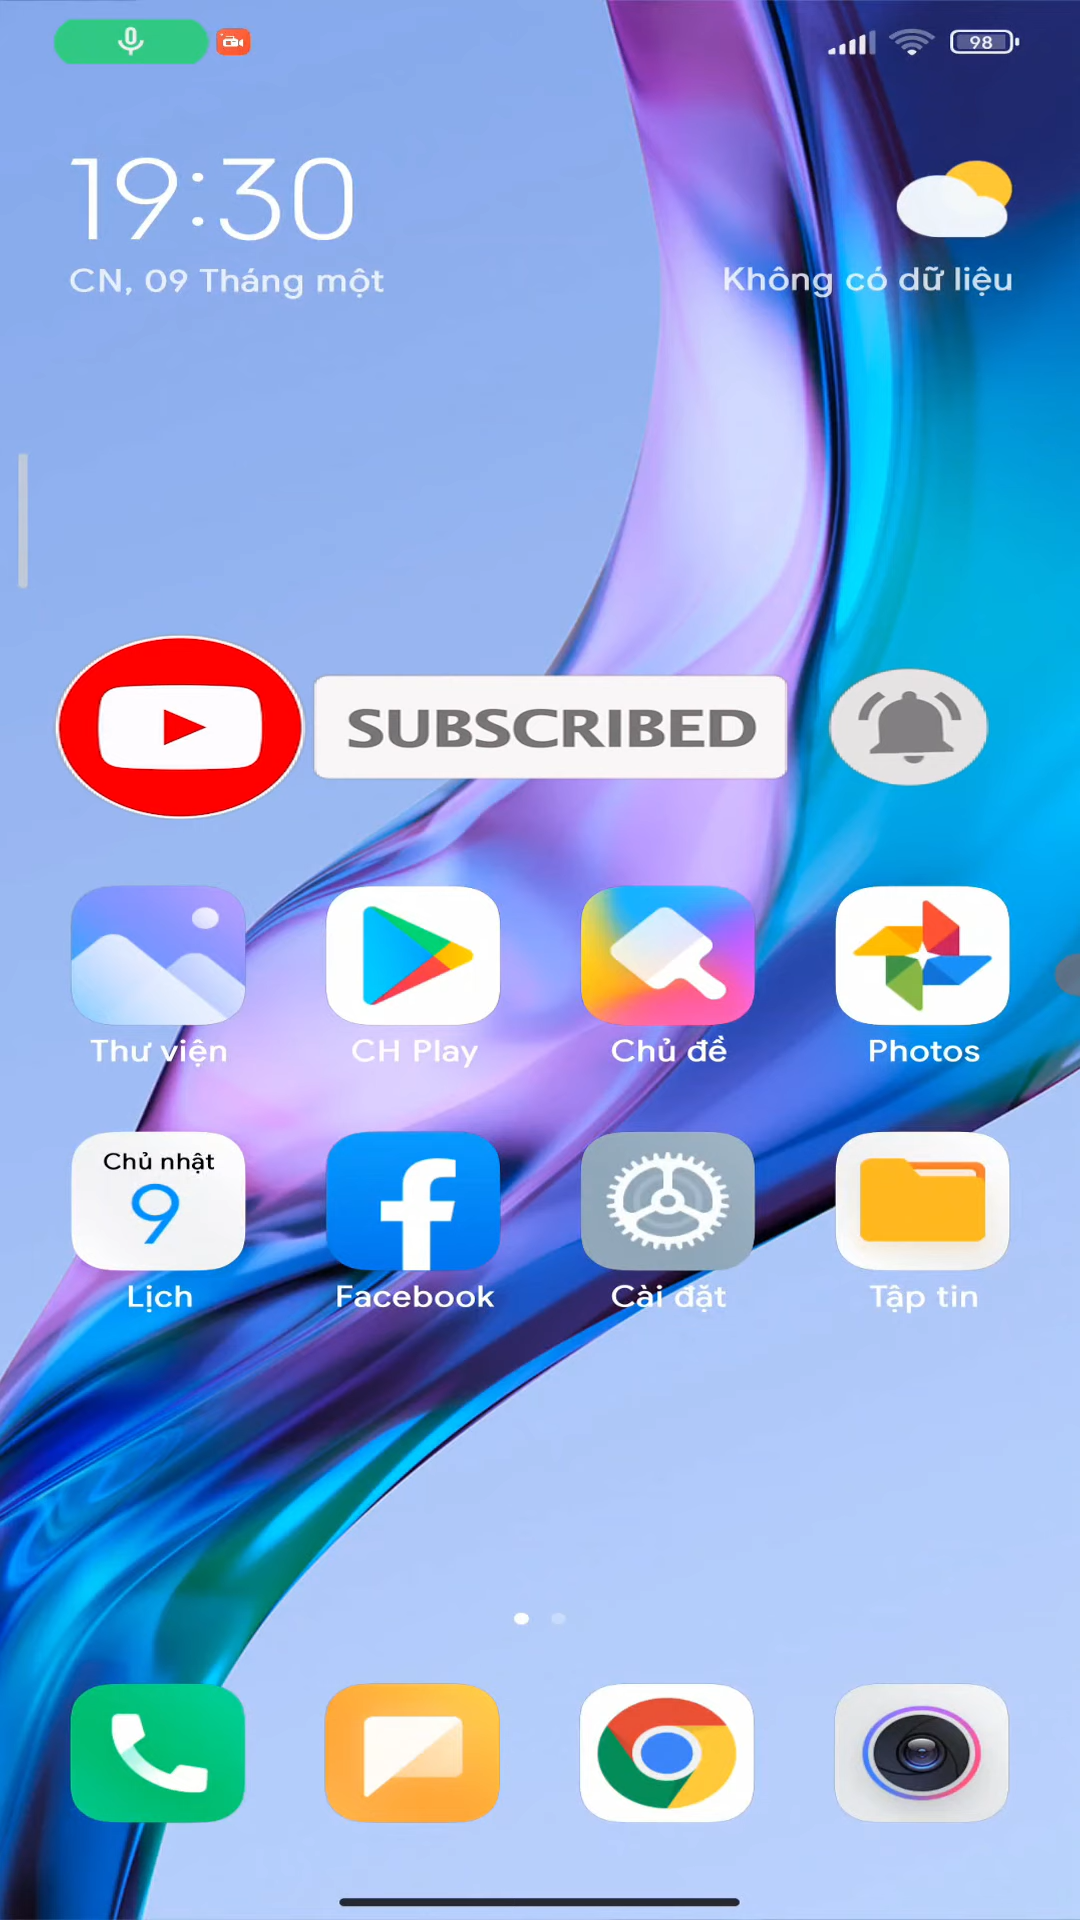 98
19:30
CN, 09 Tháng một
Không có dữ liệu
SUBSCRIBED
Thư viện
CH Play
Chủ đề
Photos
Chủ nhật
9
Lịch
Facebook
Cài đặt
Tập tin